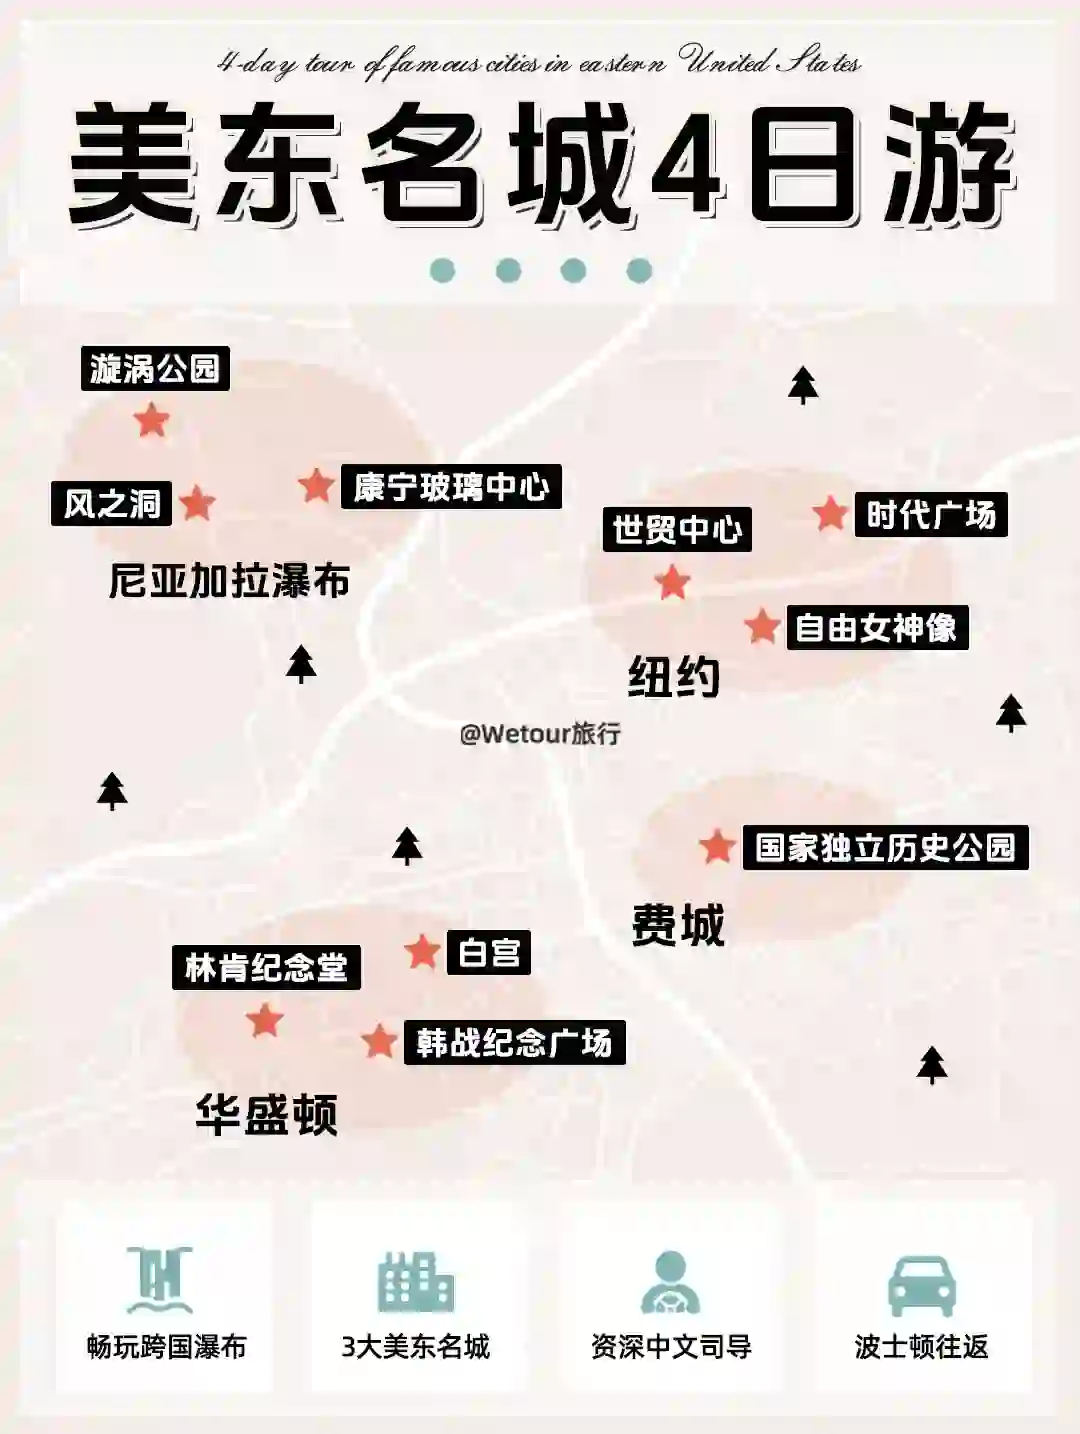 4-day tour of famous cities in eastern United States
美东名城4日游
漩涡公园
风之洞
康宁玻璃中心
尼亚加拉瀑布
世贸中心
时代广场
自由女神像
纽约
@Wetour旅行
国家独立历史公园
费城
林肯纪念堂
白宫
韩战纪念广场
华盛顿
畅玩跨国瀑布
3大美东名城
资深中文司导
波士顿往返